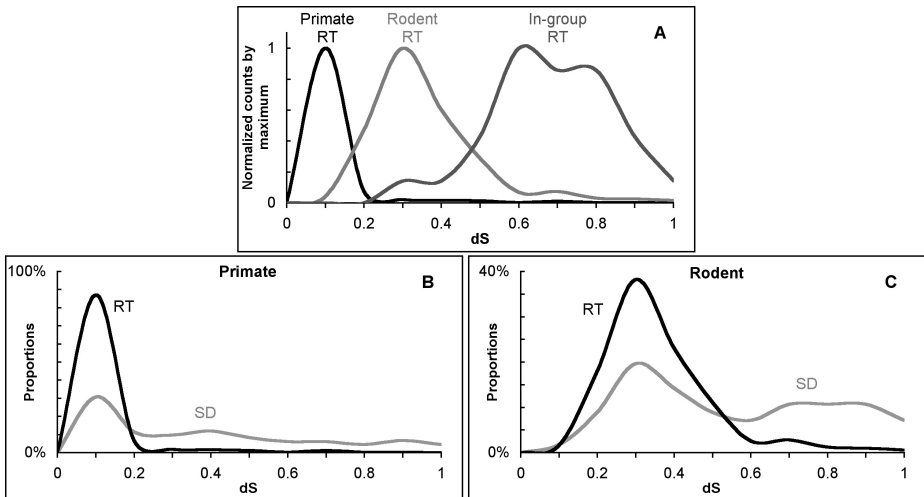 Primate
RT
Rodent
RT
In-group
RT
A
Normalized counts by
maximum
1
0
0 0.2 0.4 0.6 0.8 1
dS
Primate
B
100%
RT
SD
Proportions
0%
0 0.2 0.4 0.6 0.8 1
dS
Rodent
C
40%
RT
SD
Proportions
0%
0 0.2 0.4 0.6 0.8 1
dS